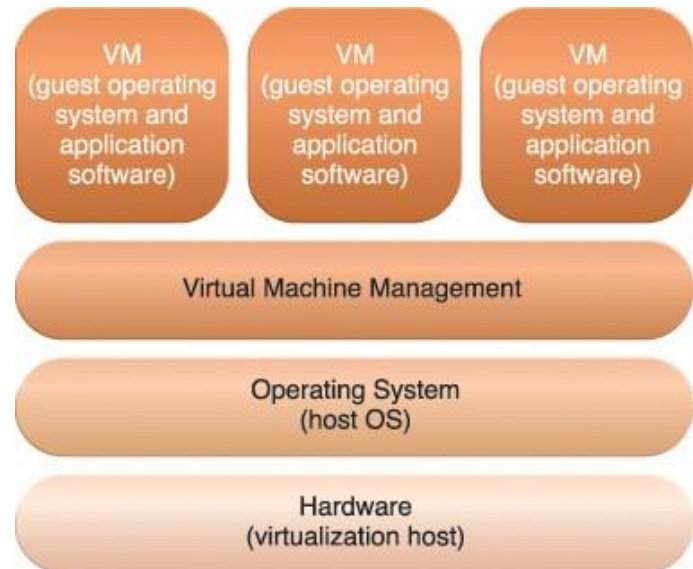 VM
(guest operating
system and
application
software)
VM
(guest operating
system and
application
software)
VM
(guest operating
system and
application
software)
Virtual Machine Management
Operating System
(host OS)
Hardware
(virtualization host)